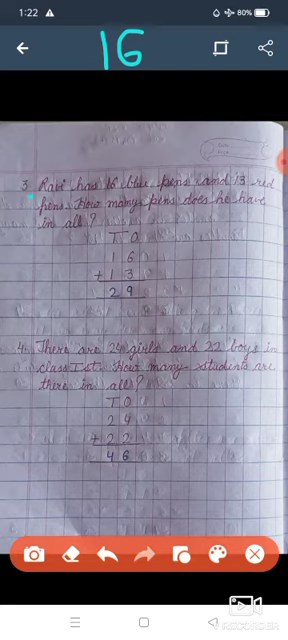 1:22
80%
16
3. Ravi has 16 blue pens and 13 red
pens. How many pens does he have
in all?
T O
1 6
+ 1 3
2 9
4. There are 24 girls and 22 boys in
class Ist. How many students are
there in all?
T O
2 4
+ 2 2
4 6
RECORDER